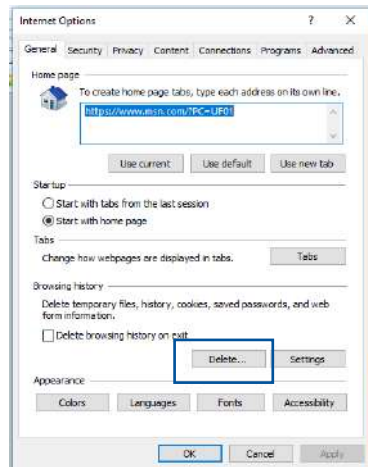 Internet Options ? X
General Security Privacy Content Connections Programs Advanced
Home page
To create home page tabs, type each address on its own line.
https://www.msn.com/?PC=UF01
Use current Use default Use new tab
Startup
Start with tabs from the last session
Start with home page
Tabs
Change how webpages are displayed in tabs. Tabs
Browsing history
Delete temporary files, history, cookies, saved passwords, and web
form information.
Delete browsing history on exit
Delete... Settings
Appearance
Colors Languages Fonts Accessibility
OK Cancel Apply